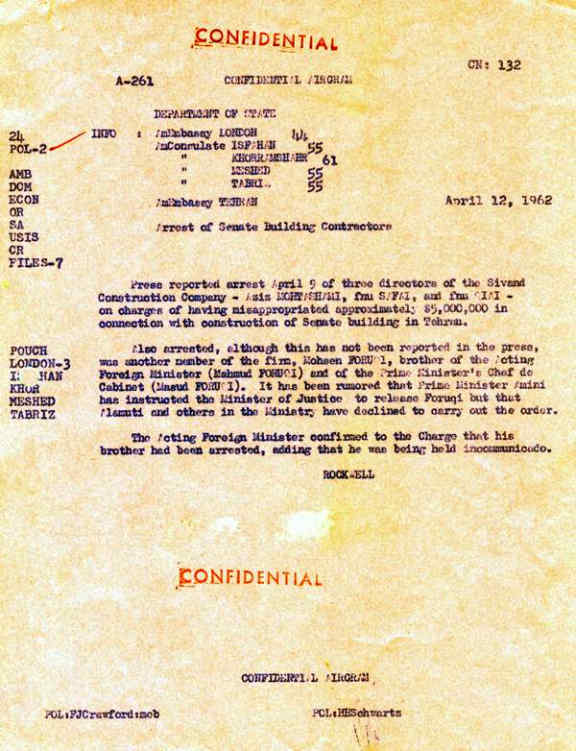 CONFIDENTIAL
CN: 132
A-261 CONFIDENTIAL AIRGRAM
DEPARTMENT OF STATE
24 INFO : AmEmbassy LONDON 44
POL-2 AmConsulate ISFAHAN 55
" KHORRAMSHAHR 61
AMB " MESHED 55
DCM " TABRIZ 55
ECON AmEmbassy TEHRAN April 12, 1962
OR
SA Arrest of Senate Building Contractors
USIS
CR
FILES-7
Press reported arrest April 9 of three directors of the Sivand
Construction Company - Asis MOHTASHAMI, fnu SAFAI, and fnu -
on charges of having misappropriated approximately $5,000,000 in
connection with construction of Senate building in Tehran.
POUCH Also arrested, although this has not been reported in the press,
LONDON-3 was another member of the firm, Mohsen FORUQI, brother of the Acting
I HAN Foreign Minister (Mahmud FORUQI) and of the Prime Minister's Chef de
KHOR Cabinet (Masud FORUQI). It has been rumored that Prime Minister Amini
MESHED has instructed the Minister of Justice to release Foruqi but that
TABRIZ Alamuti and others in the Ministry have declined to carry out the order.
The Acting Foreign Minister confirmed to the Charge that his
brother had been arrested, adding that he was being held incommunicado.
ROCKWELL
CONFIDENTIAL
CONFIDENTIAL AIRGRAM
POL:FJCrawford:mcb POL:HHSchwartz